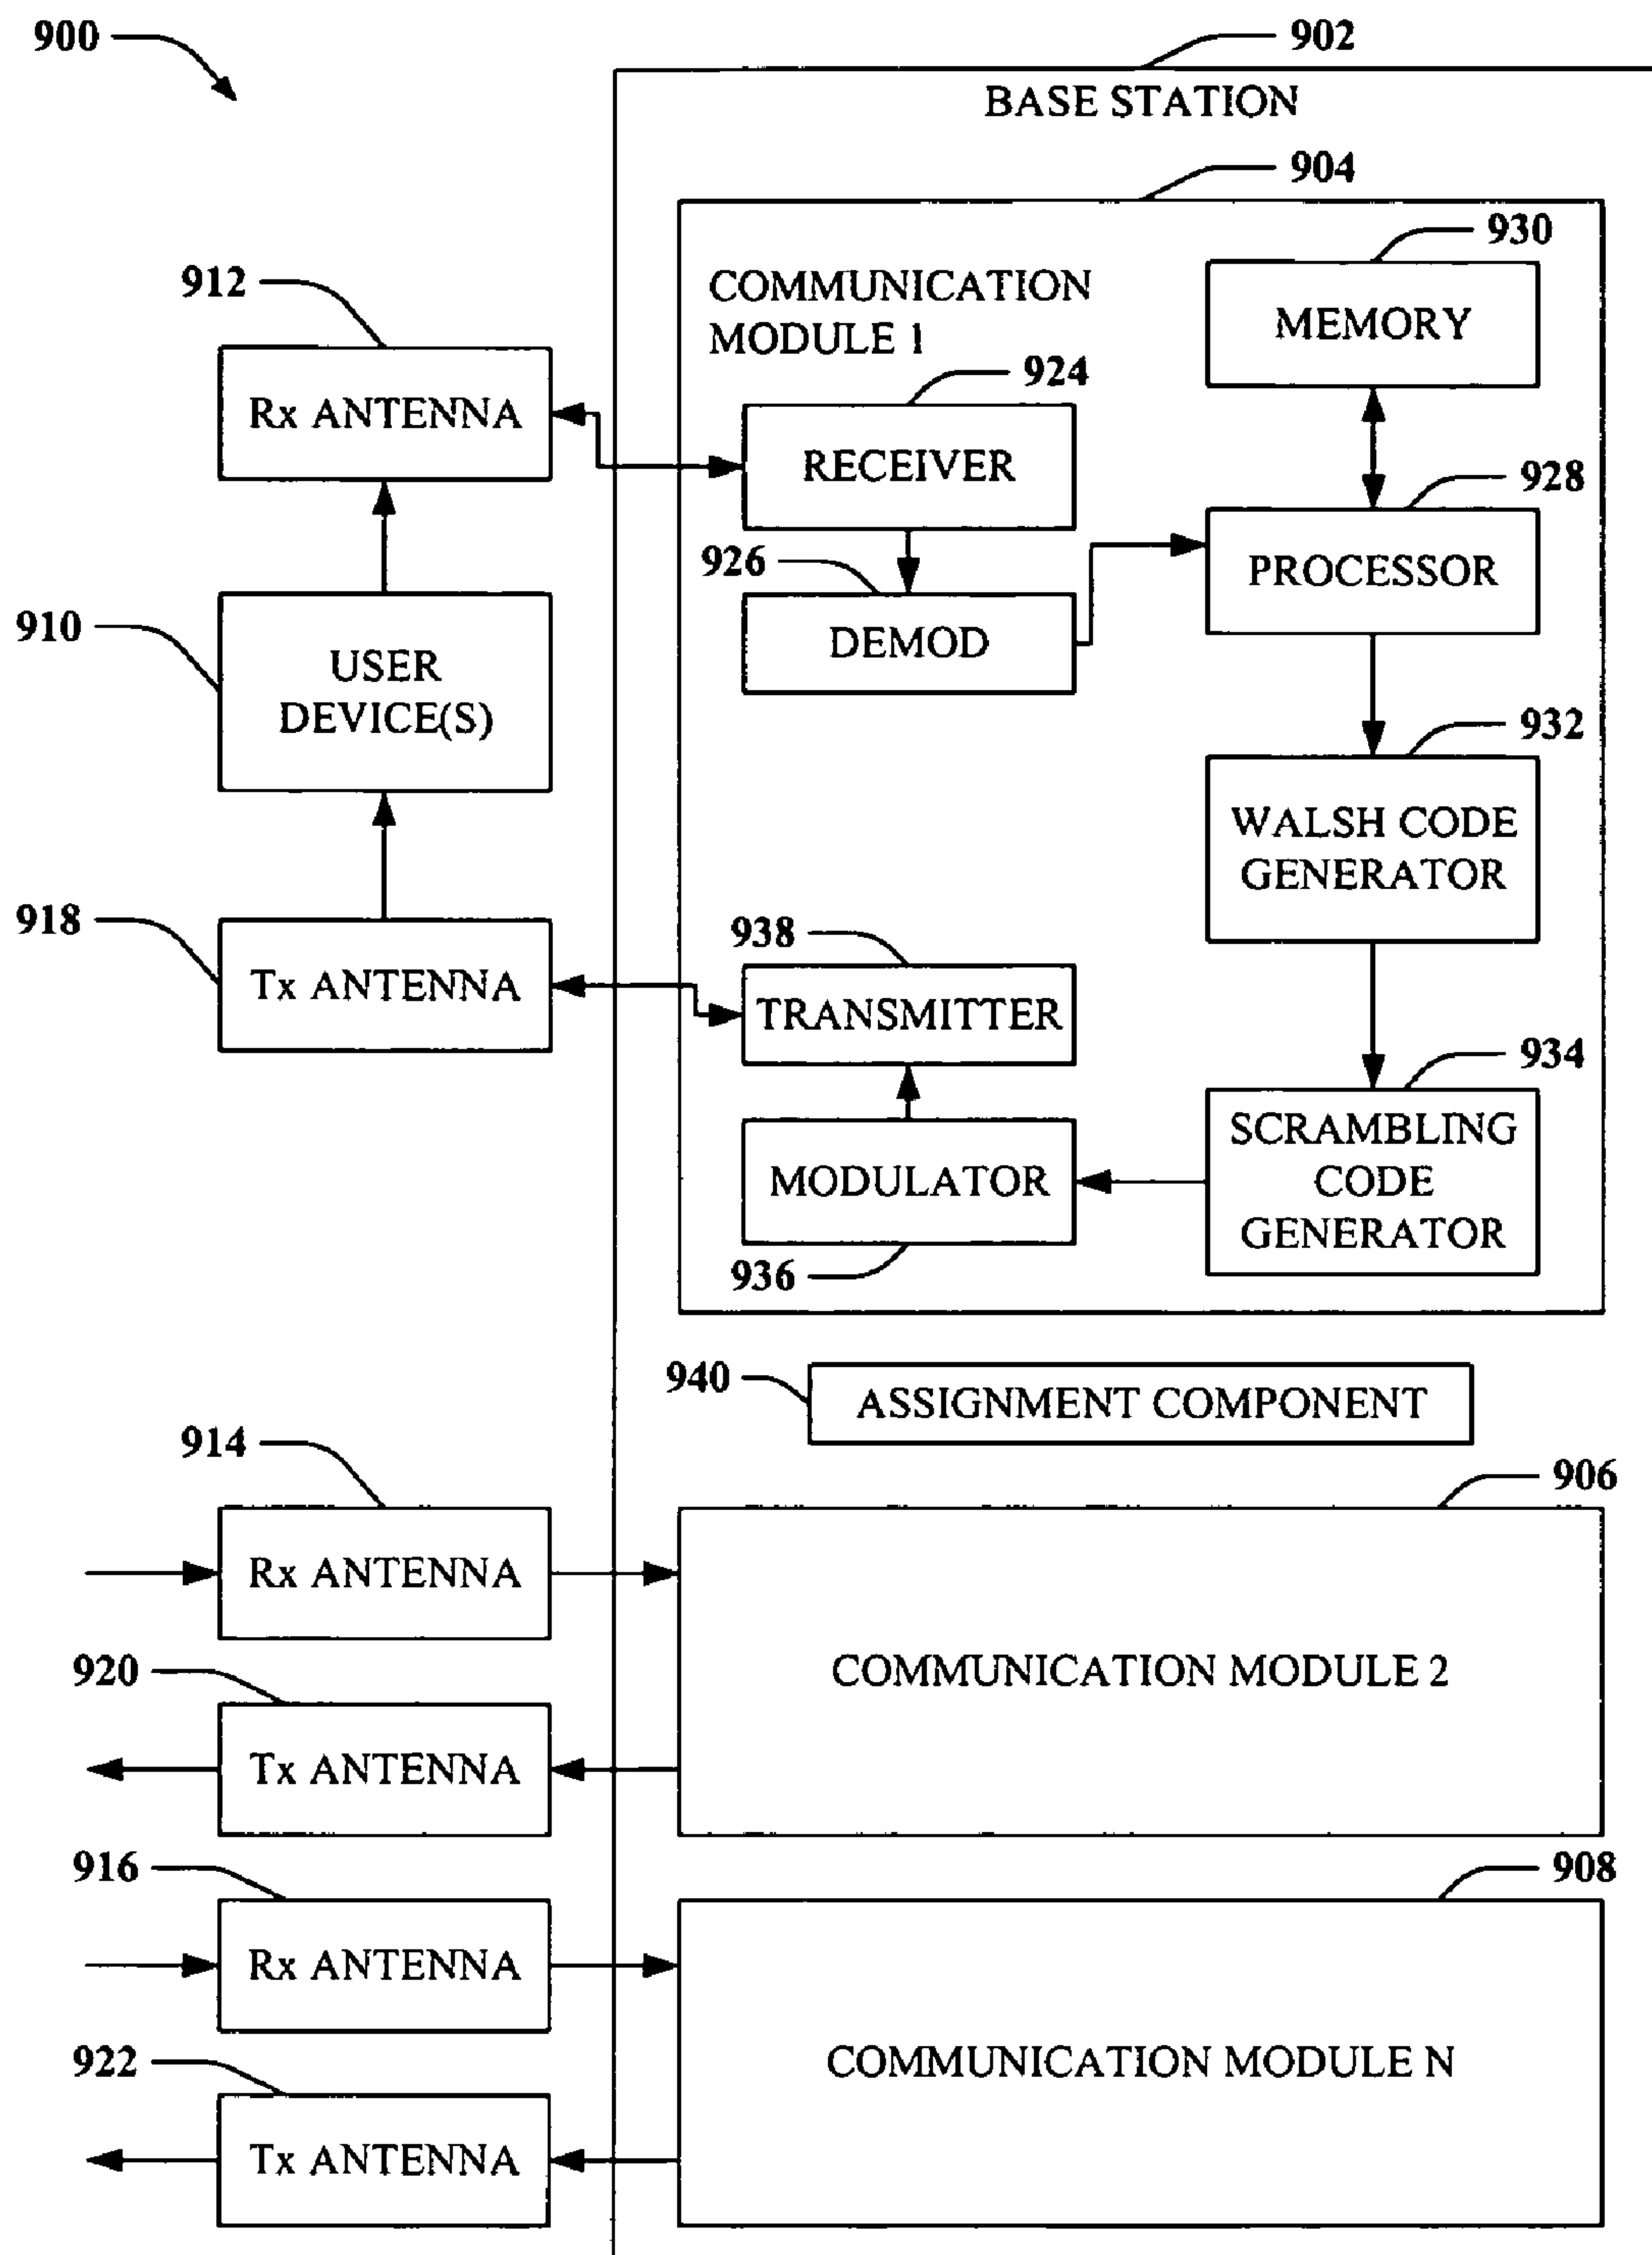 900
902
BASE STATION
904
930
912
COMMUNICATION
MODULE 1
MEMORY
924
Rx ANTENNA
RECEIVER
928
926
PROCESSOR
910
DEMOD
USER
DEVICE(S)
932
WALSH CODE
GENERATOR
918
938
Tx ANTENNA
TRANSMITTER
934
SCRAMBLING
CODE
GENERATOR
MODULATOR
936
940
ASSIGNMENT COMPONENT
914
906
Rx ANTENNA
920
COMMUNICATION MODULE 2
Tx ANTENNA
916
908
Rx ANTENNA
922
COMMUNICATION MODULE N
Tx ANTENNA